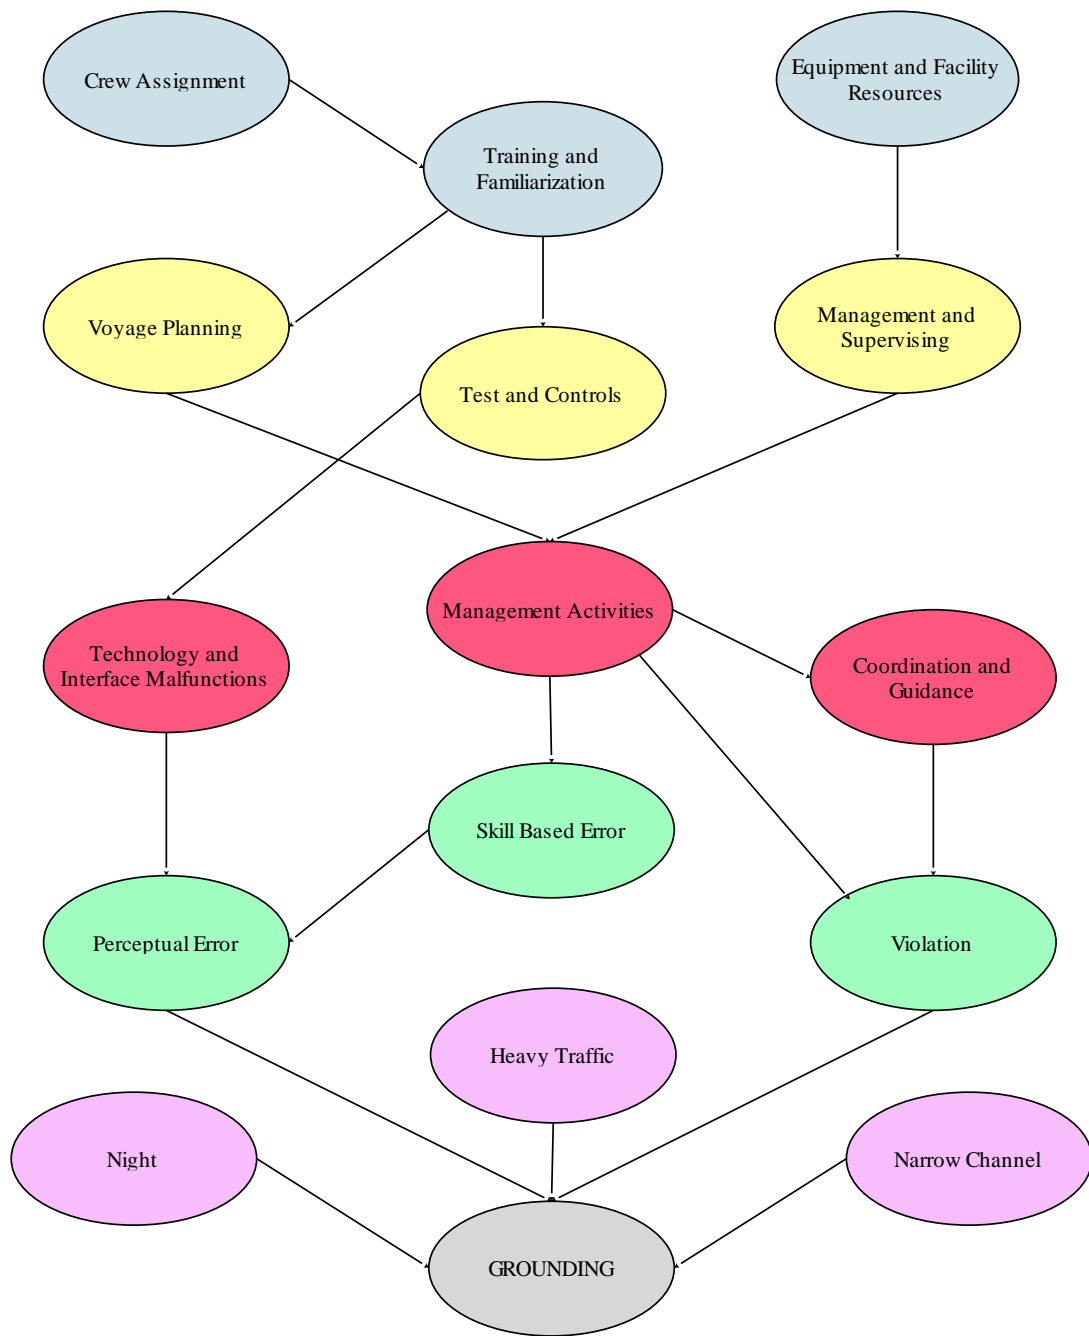 Crew Assignment
Equipment and Facility
Resources
Training and
Familiarization
Voyage Planning
Management and
Supervising
Test and Controls
Management Activities
Technology and
Interface Malfunctions
Coordination and
Guidance
Skill Based Error
Perceptual Error
Violation
Heavy Traffic
Night
Narrow Channel
GROUNDING